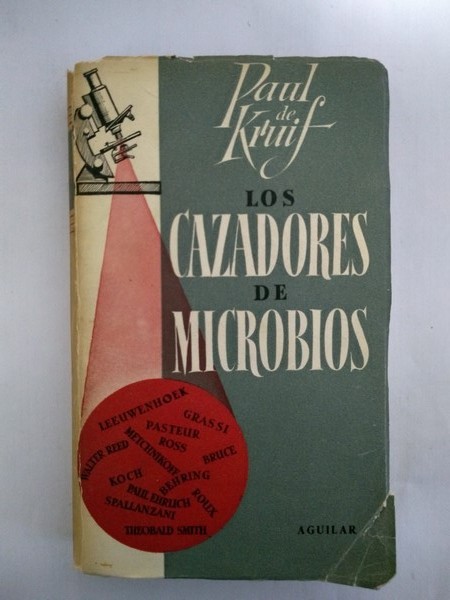 Paul
de
Kruif
LOS
CAZADORES
DE
MICROBIOS
LEEUWENHOEK
GRASSI
PASTEUR
ROSS
METCHNIKOFF
WALTER REED
BRUCE
KOCH
BEHRING
PAUL EHRLICH
ROUX
SPALLANZANI
THEOBALD SMITH
AGUILAR